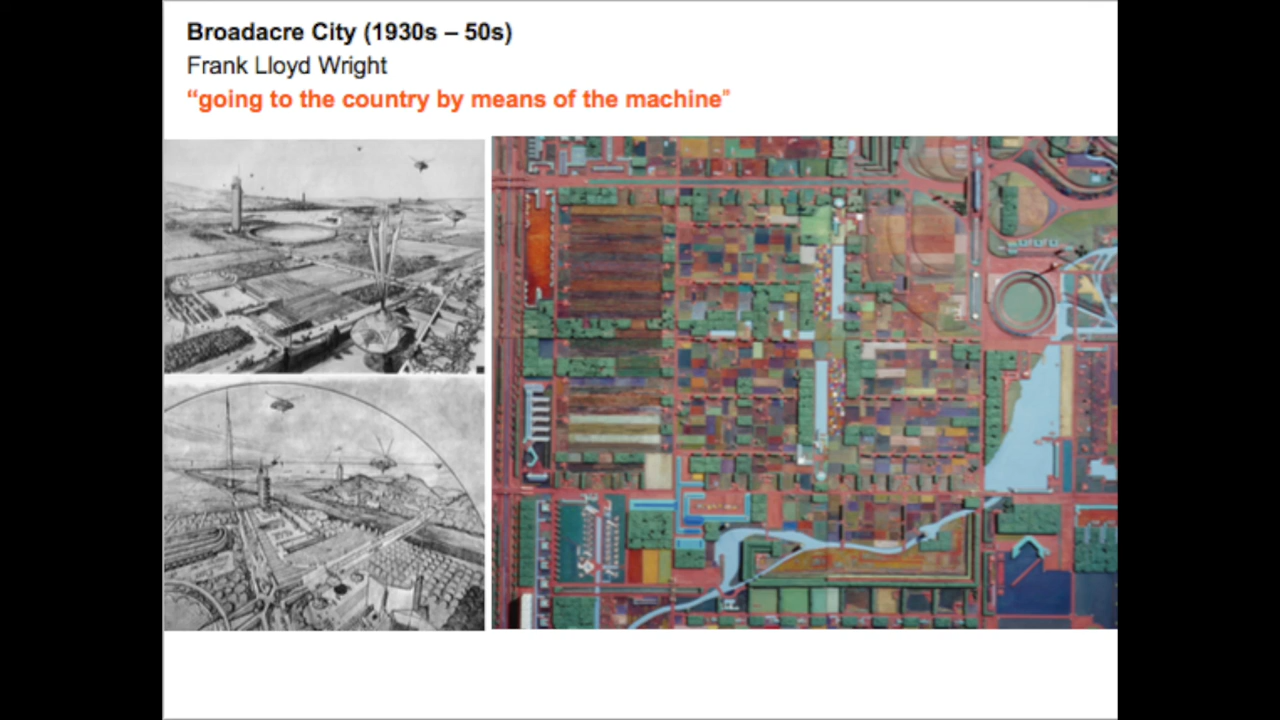 Broadacre City (1930s – 50s)
Frank Lloyd Wright
“going to the country by means of the machine”